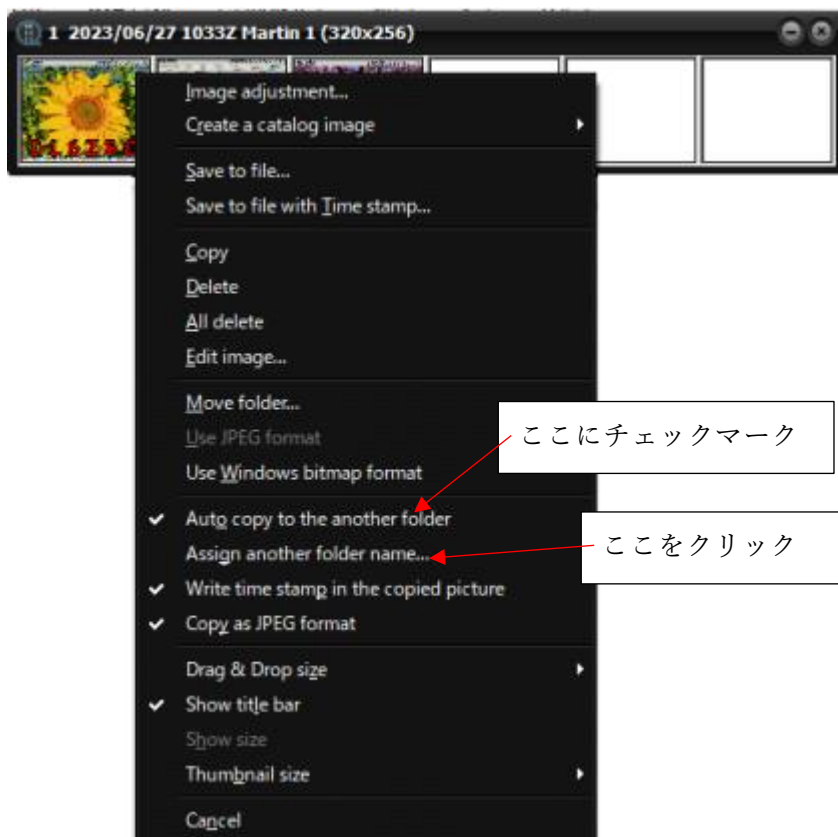 1 2023/06/27 1033Z Martin 1 (320x256)
Image adjustment...
Create a catalog image
Save to file...
Save to file with Time stamp...
Copy
Delete
All delete
Edit image...
Move folder...
ここにチェックマーク
Use JPEG format
Use Windows bitmap format
Auto copy to the another folder
ここをクリック
Assign another folder name...
Write time stamp in the copied picture
Copy as JPEG format
Drag & Drop size
Show title bar
Show size
Thumbnail size
Cancel